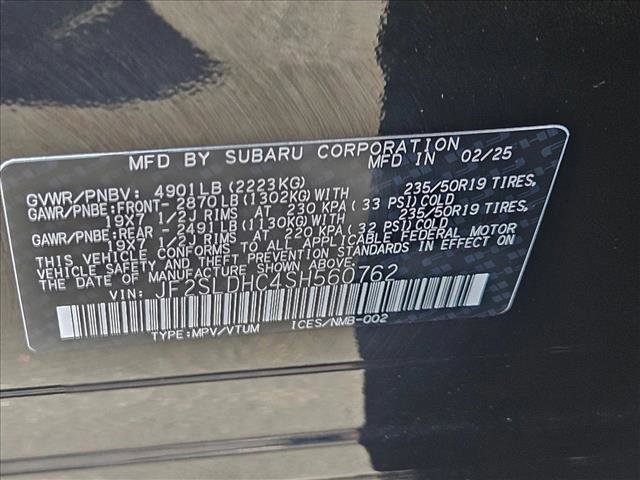 MFD BY SUBARU CORPORATION
MFD IN 02/25
GVWR/PNBV: 4901LB(2223KG)
GAWR/PNBE:FRONT- 2870LB(1302KG)WITH 235/50R19 TIRES,
19X7 1/2J RIMS AT 230 KPA(33 PSI)COLD
GAWR/PNBE:REAR - 2491LB(1130KG)WITH 235/50R19 TIRES,
19X7 1/2J RIMS AT 220 KPA(32 PSI)COLD
THIS VEHICLE CONFORMS TO ALL APPLICABLE FEDERAL MOTOR
VEHICLE SAFETY AND BUMPER STANDARDS IN EFFECT ON
THE DATE OF MANUFACTURE SHOWN ABOVE.
VIN: JF2SLDHC4SH560762
TYPE:MPV/VTUM ICES/NMB-002